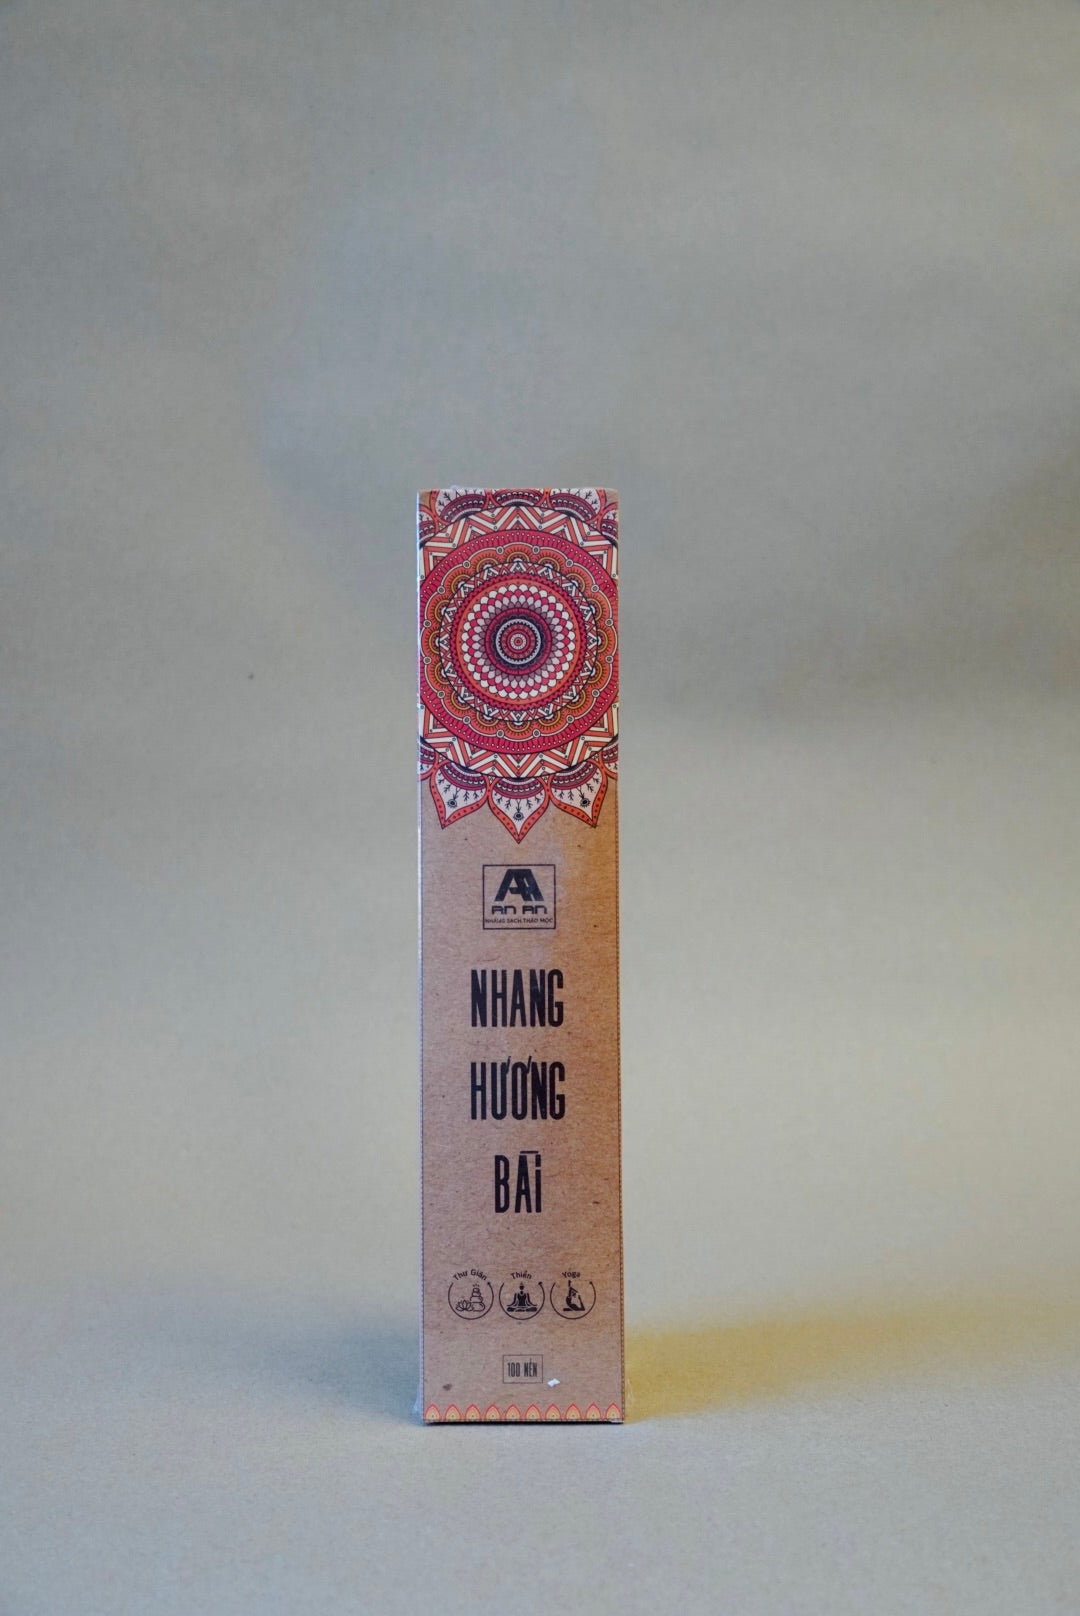 AN AN
NHANG SẠCH THẢO MỘC
NHANG
HƯƠNG
BÀI
Thư Giãn
Thiền
Yoga
100 NÉN